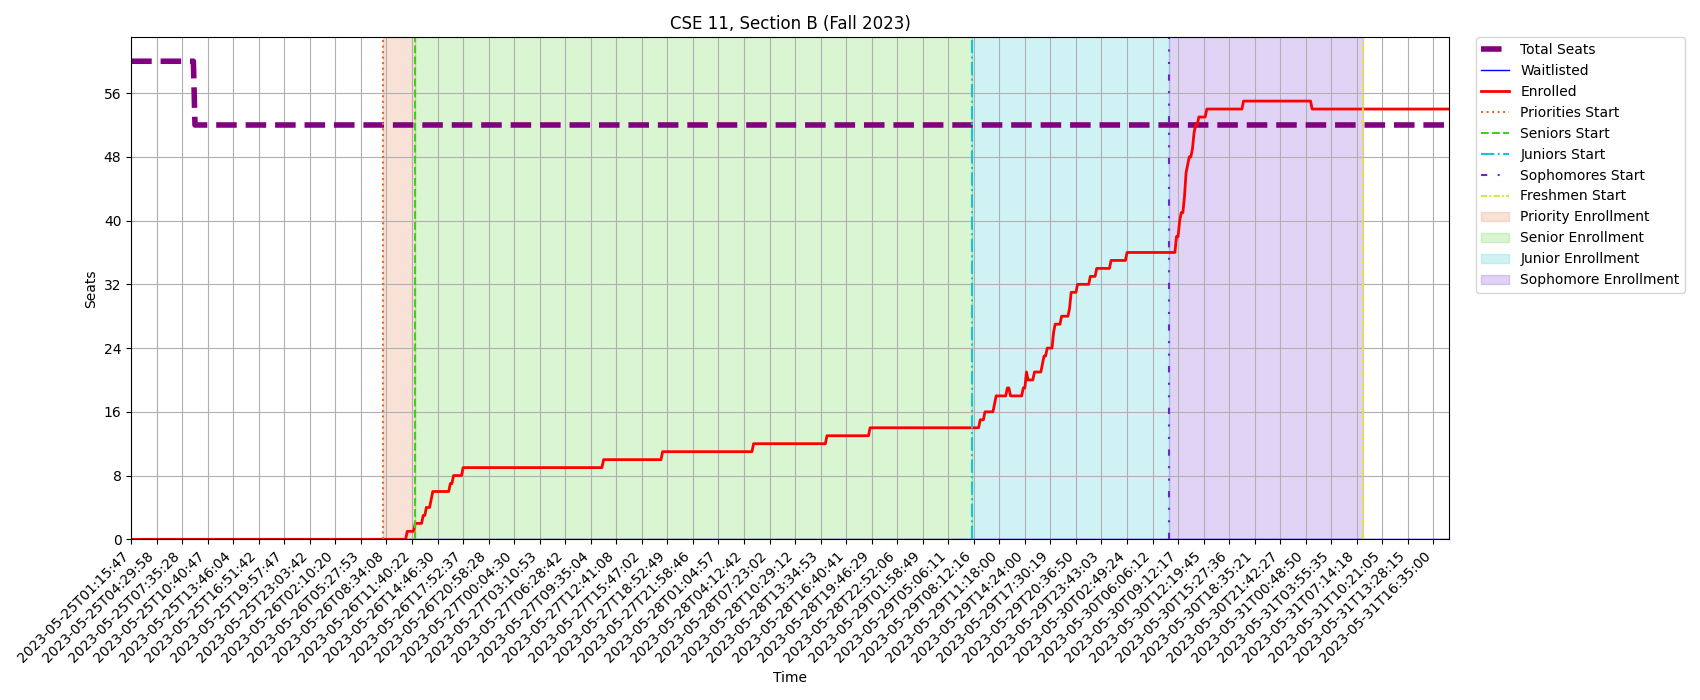 CSE 11, Section B (Fall 2023)
Total Seats
Waitlisted
Enrolled
Priorities Start
Seniors Start
Juniors Start
Sophomores Start
Freshmen Start
Priority Enrollment
Senior Enrollment
Junior Enrollment
Sophomore Enrollment
Seats
56
48
40
32
24
16
8
0
2023-05-25T01:15:47
2023-05-25T04:29:58
2023-05-25T07:35:28
2023-05-25T10:40:47
2023-05-25T13:46:04
2023-05-25T16:51:42
2023-05-25T19:57:47
2023-05-25T23:03:42
2023-05-26T02:10:20
2023-05-26T05:27:53
2023-05-26T08:34:08
2023-05-26T11:40:22
2023-05-26T14:46:30
2023-05-26T17:52:37
2023-05-26T20:58:28
2023-05-27T00:04:30
2023-05-27T03:10:53
2023-05-27T06:28:42
2023-05-27T09:35:04
2023-05-27T12:41:08
2023-05-27T15:47:02
2023-05-27T18:52:49
2023-05-27T21:58:46
2023-05-28T01:04:57
2023-05-28T04:12:42
2023-05-28T07:23:02
2023-05-28T10:29:12
2023-05-28T13:34:53
2023-05-28T16:40:41
2023-05-28T19:46:29
2023-05-28T22:52:06
2023-05-29T01:58:49
2023-05-29T05:06:11
2023-05-29T08:12:16
2023-05-29T11:18:00
2023-05-29T14:24:00
2023-05-29T17:30:19
2023-05-29T20:36:50
2023-05-29T23:43:03
2023-05-30T02:49:24
2023-05-30T06:06:12
2023-05-30T09:12:17
2023-05-30T12:19:45
2023-05-30T15:27:36
2023-05-30T18:35:21
2023-05-30T21:42:27
2023-05-31T00:48:50
2023-05-31T03:55:35
2023-05-31T07:14:18
2023-05-31T10:21:05
2023-05-31T13:28:15
2023-05-31T16:35:00
Time